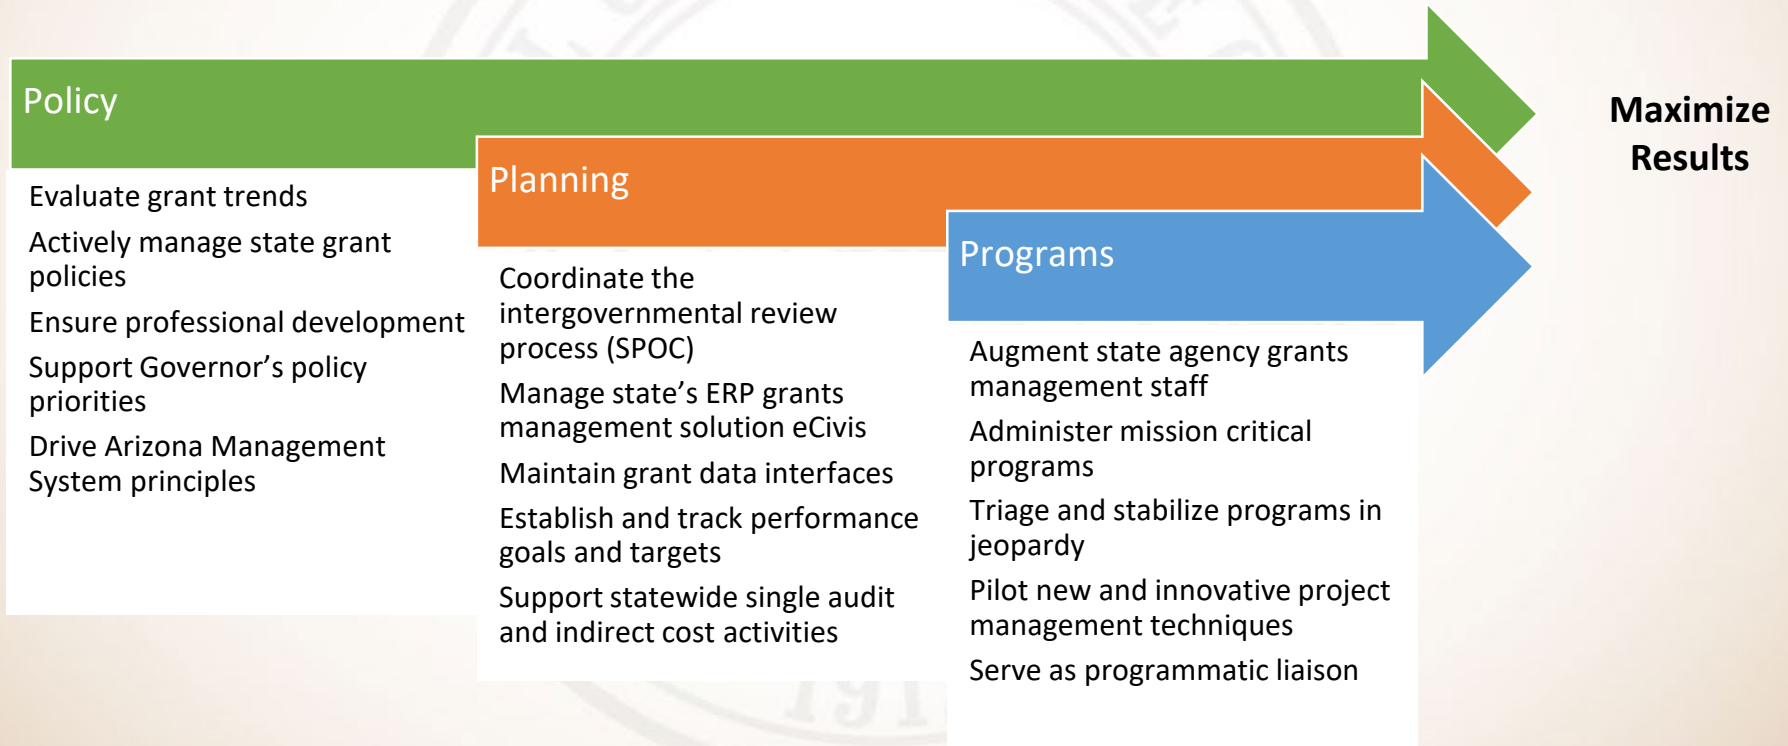 Policy
Evaluate grant trends
Actively manage state grant
policies
Ensure professional development
Support Governor’s policy
priorities
Drive Arizona Management
System principles
Planning
Coordinate the
intergovernmental review
process (SPOC)
Manage state’s ERP grants
management solution eCivis
Maintain grant data interfaces
Establish and track performance
goals and targets
Support statewide single audit
and indirect cost activities
Programs
Augment state agency grants
management staff
Administer mission critical
programs
Triage and stabilize programs in
jeopardy
Pilot new and innovative project
management techniques
Serve as programmatic liaison
Maximize
Results